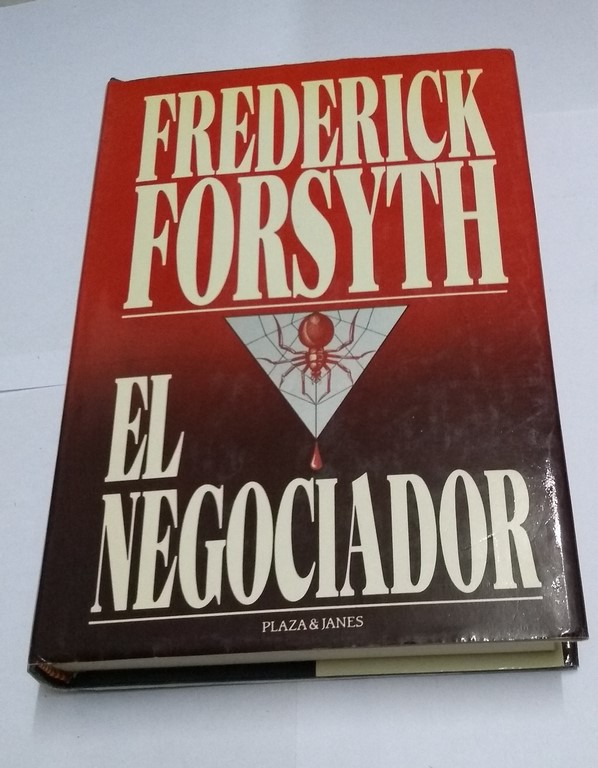 FREDERICK
FORSYTH
EL
NEGOCIADOR
PLAZA & JANES